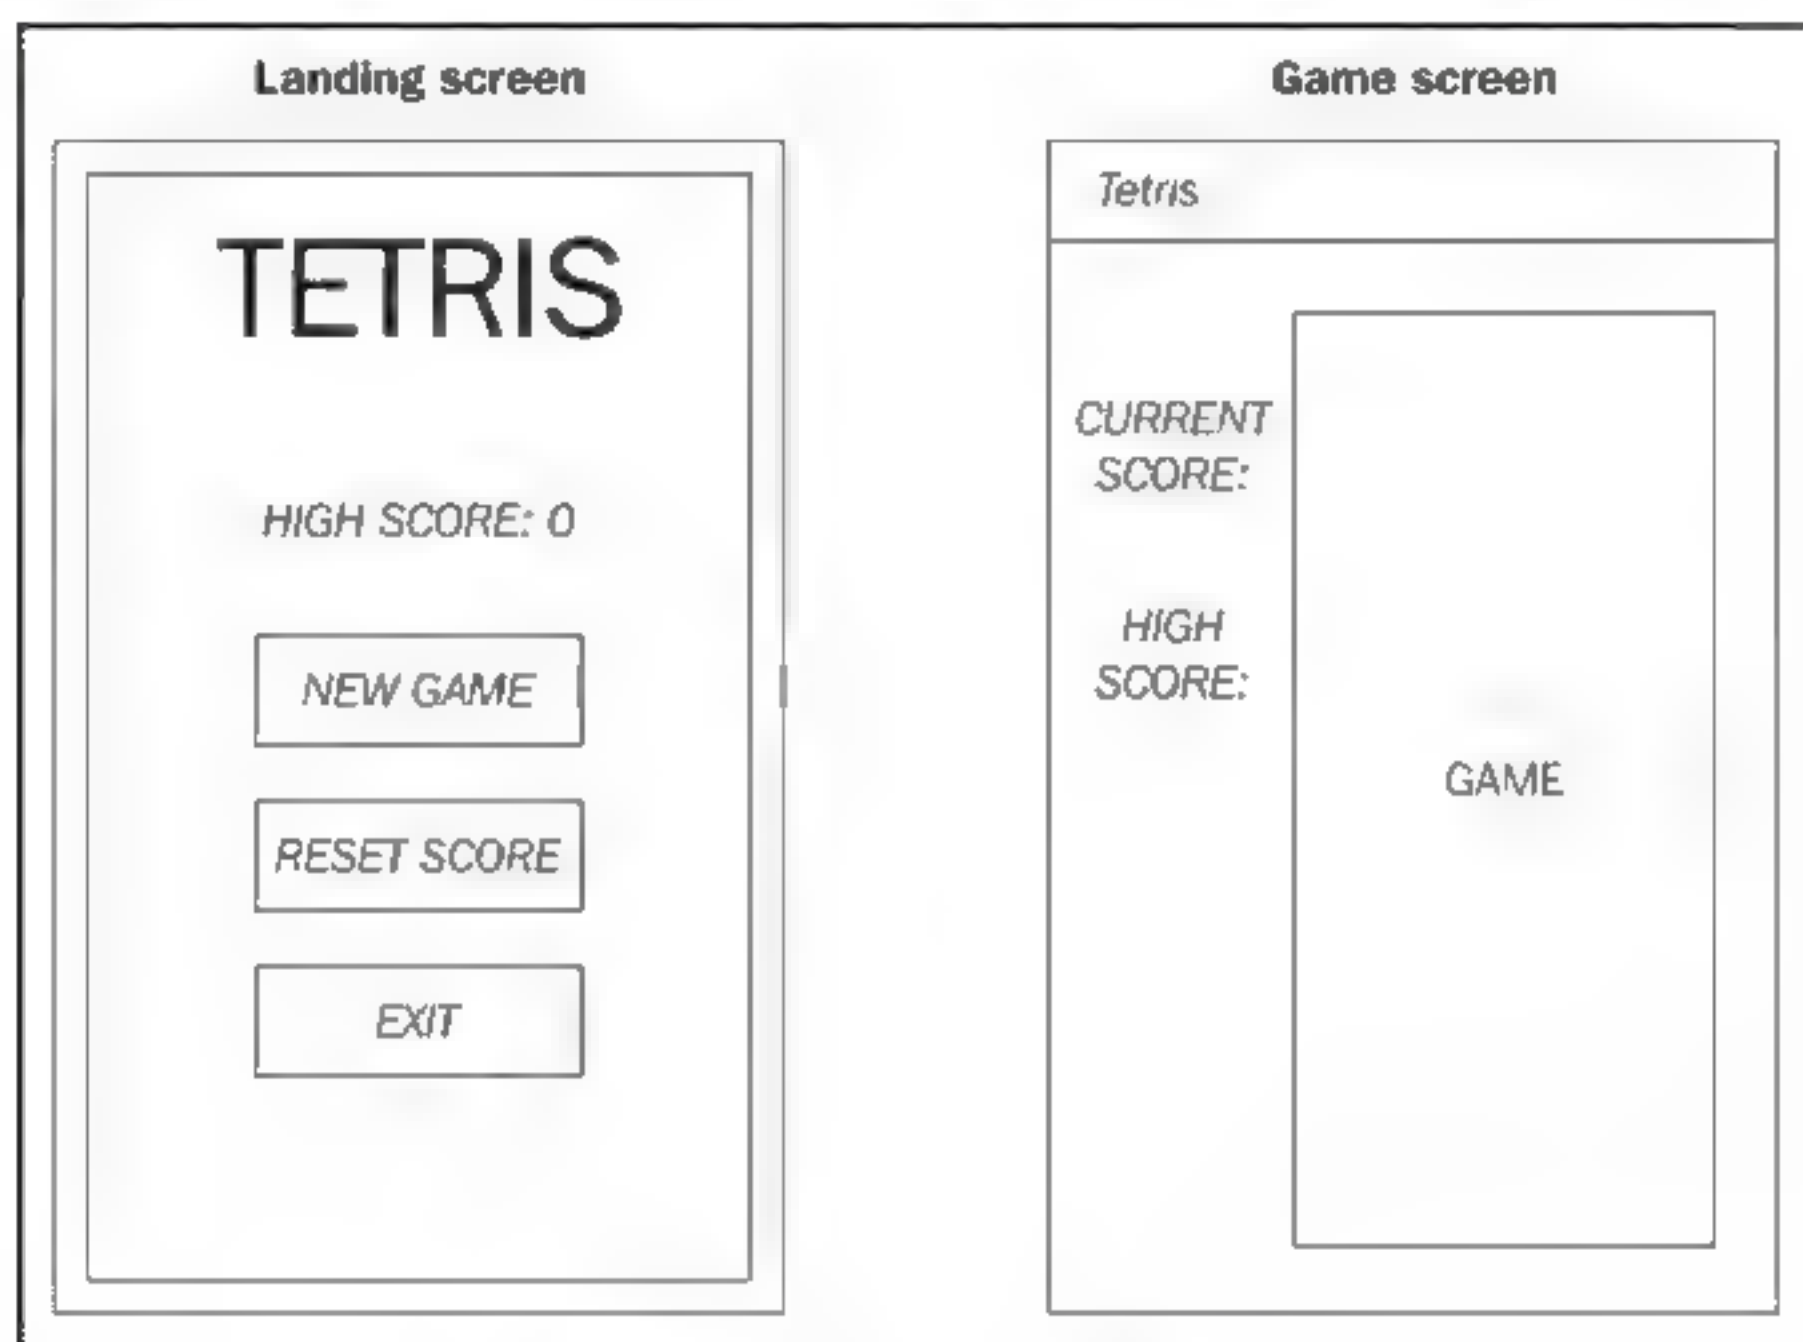 Landing screen
TETRIS
HIGH SCORE: 0
NEW GAME
RESET SCORE
EXIT
Game screen
Tetris
CURRENT
SCORE:
HIGH
SCORE:
GAME